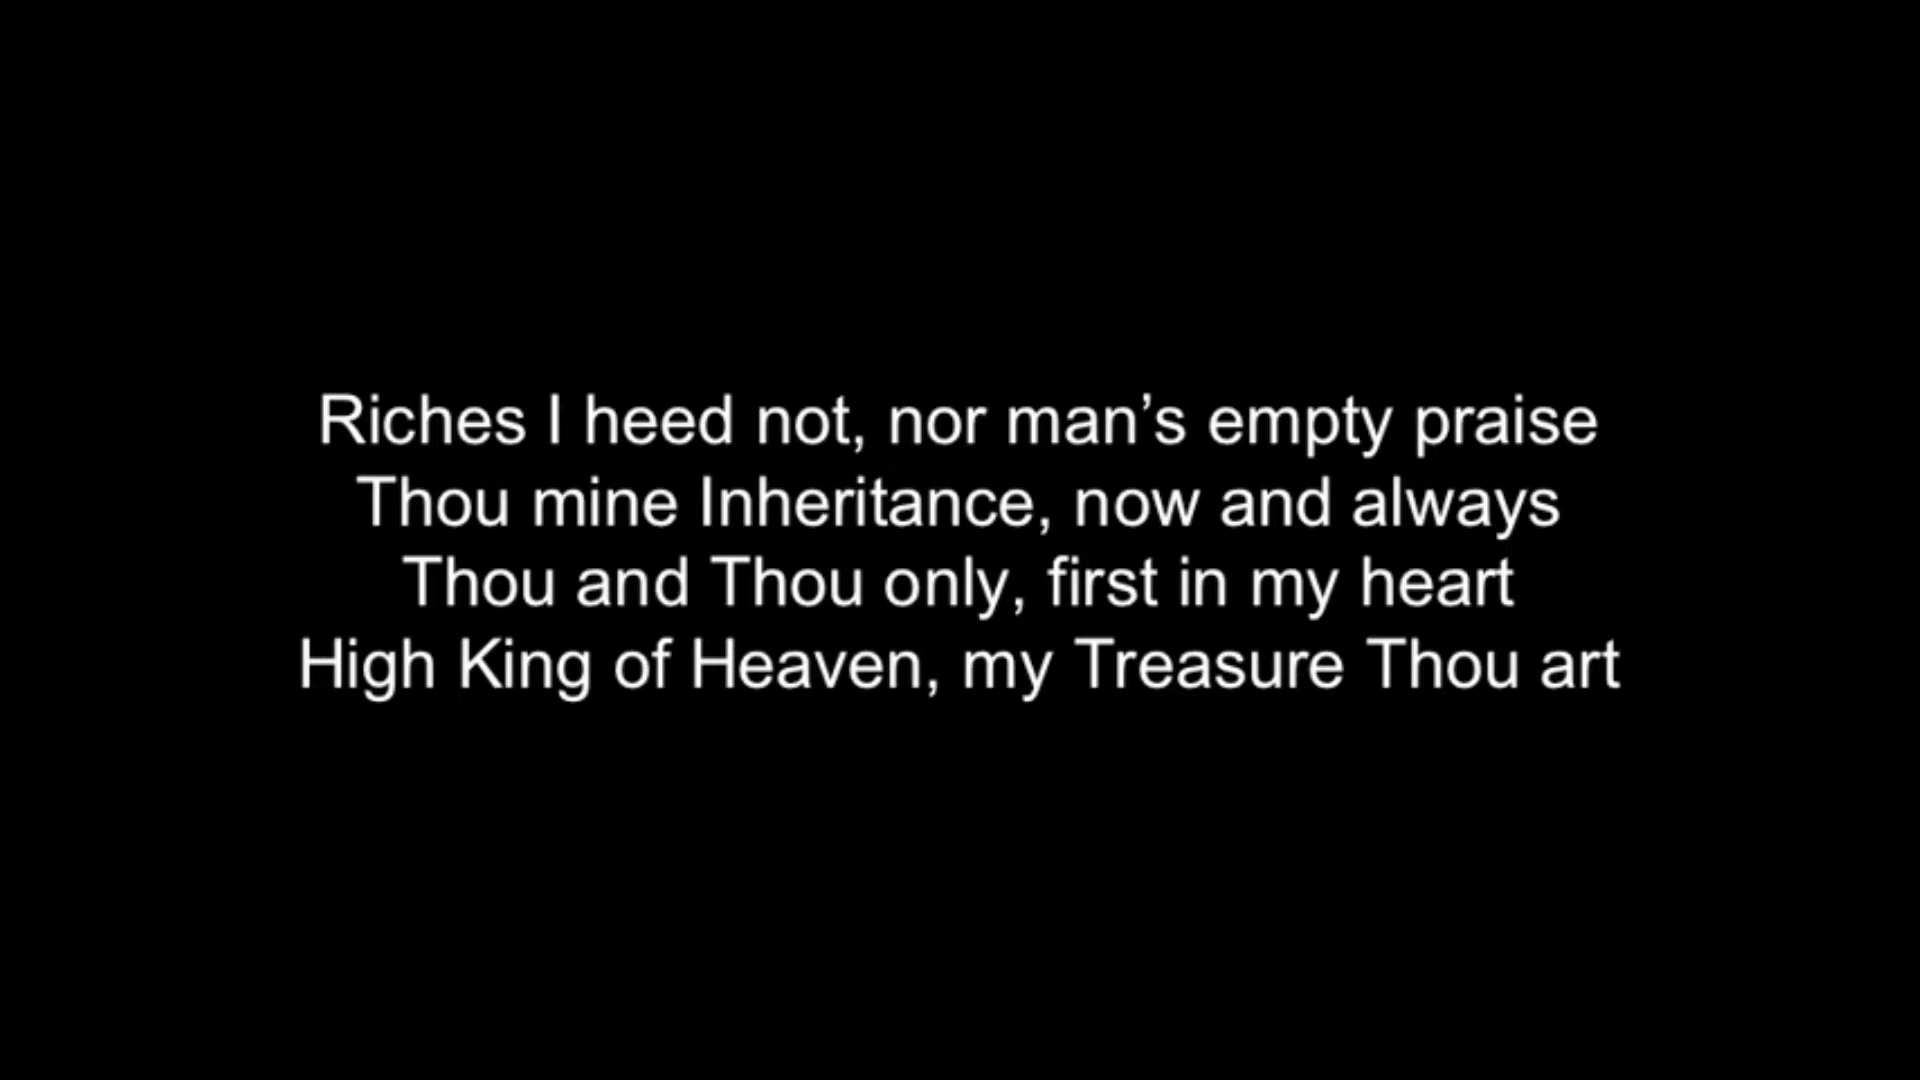 Riches I heed not, nor man’s empty praise
Thou mine Inheritance, now and always
Thou and Thou only, first in my heart
High King of Heaven, my Treasure Thou art